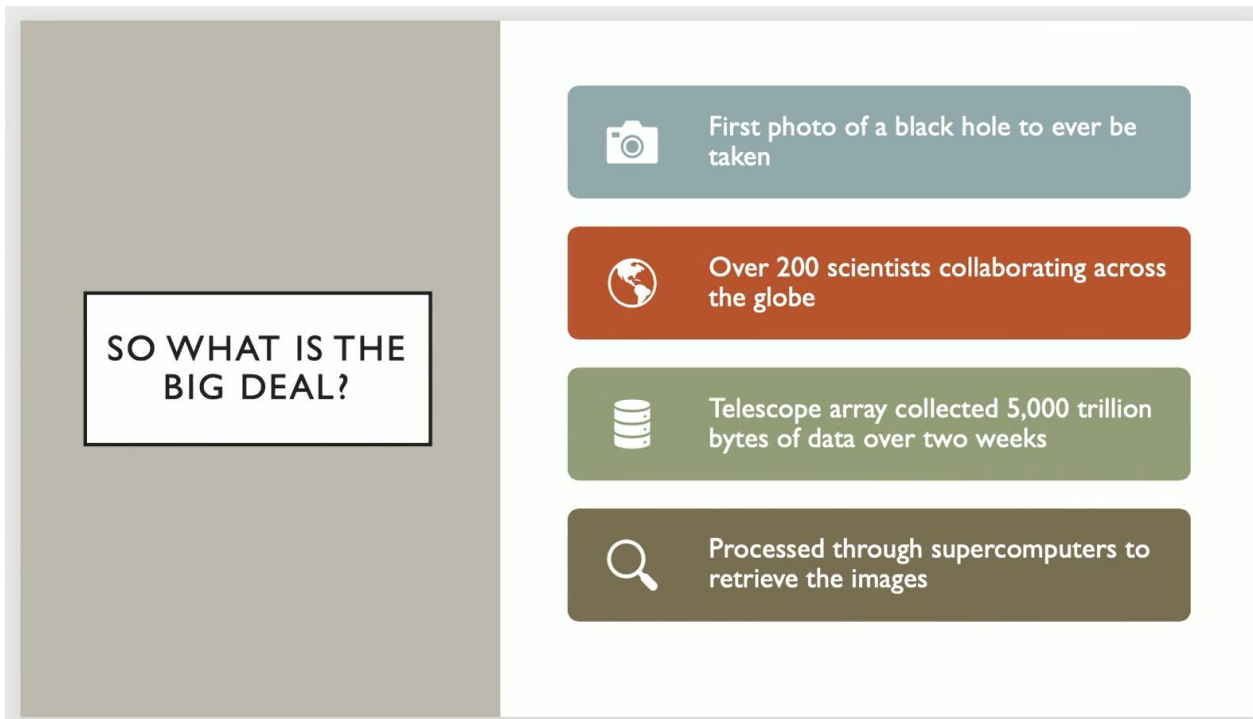 SO WHAT IS THE
BIG DEAL?
First photo of a black hole to ever be
taken
Over 200 scientists collaborating across
the globe
Telescope array collected 5,000 trillion
bytes of data over two weeks
Processed through supercomputers to
retrieve the images